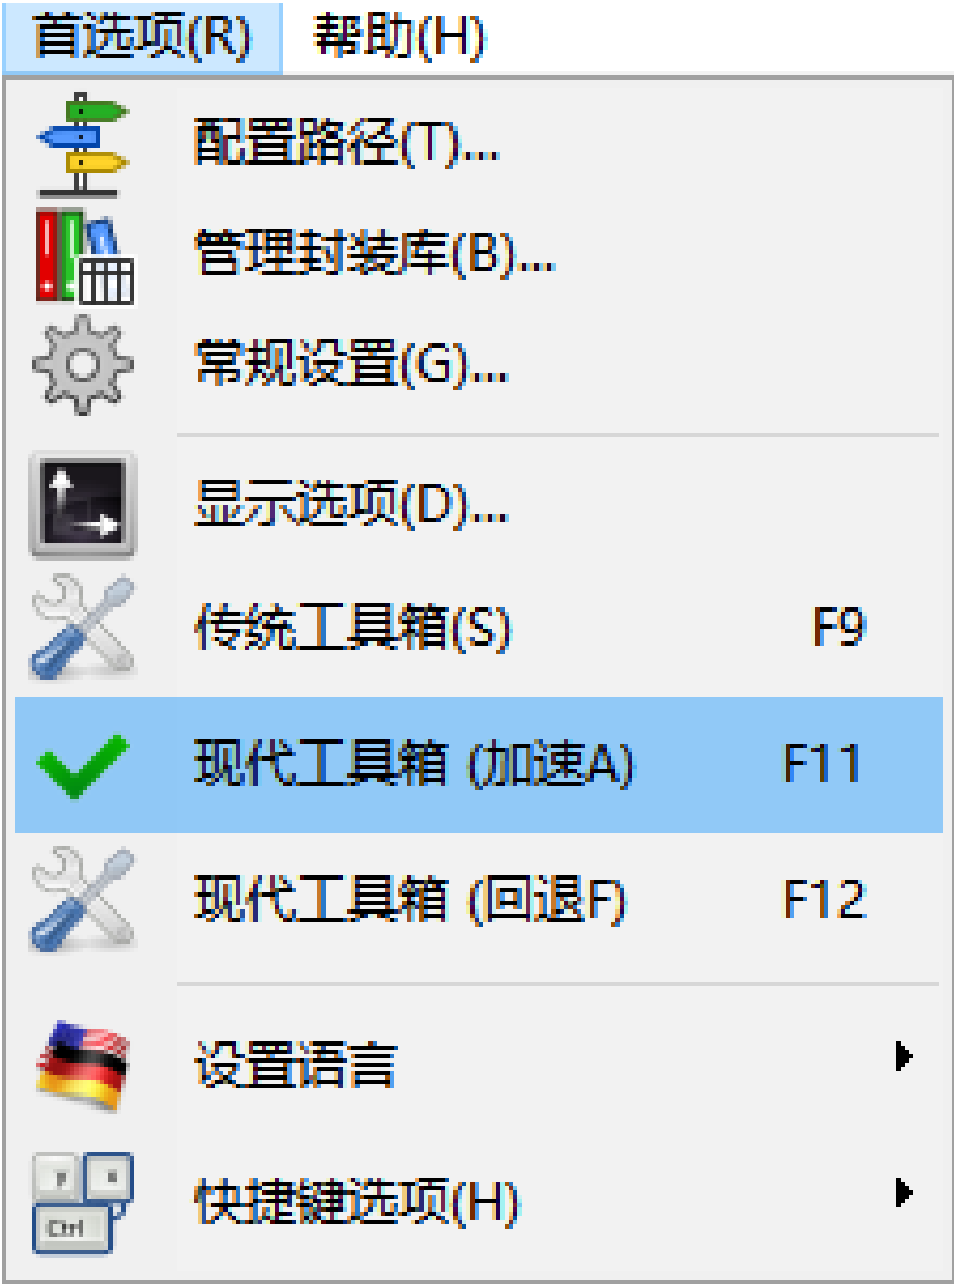 首选项(R) 帮助(H)
配置路径(T)...
管理封装库(B)...
常规设置(G)...
显示选项(D)...
传统工具箱(S) F9
现代工具箱 (加速A) F11
现代工具箱 (回退F) F12
设置语言
快捷键选项(H)
Ctrl